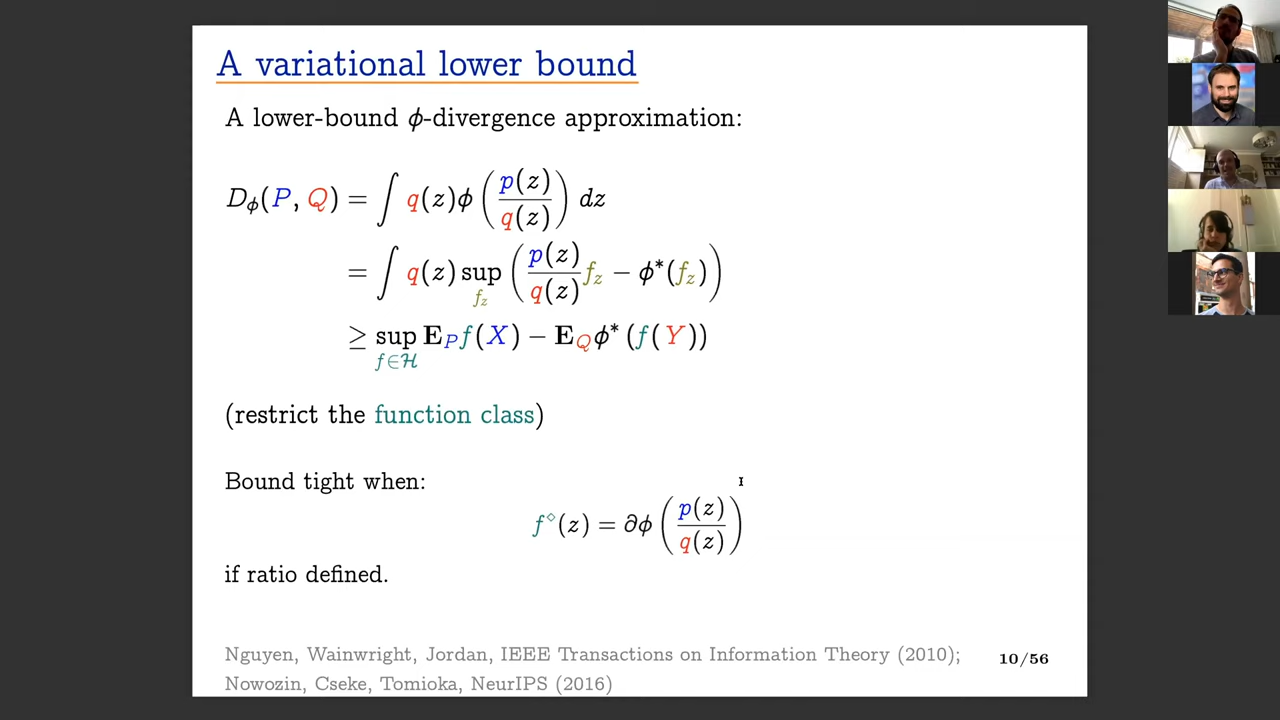 A variational lower bound
A lower-bound ϕ-divergence approximation:
D_ϕ(P, Q) = ∫ q(z)ϕ (p(z)/q(z)) dz
= ∫ q(z) sup_{f_z} (p(z)/q(z) f_z − ϕ*(f_z))
≥ sup_{f∈ℋ} E_P f(X) − E_Q ϕ* (f(Y))
(restrict the function class)
Bound tight when:
f^⋄(z) = ∂ϕ (p(z)/q(z))
if ratio defined.
Nguyen, Wainwright, Jordan, IEEE Transactions on Information Theory (2010);
Nowozin, Cseke, Tomioka, NeurIPS (2016)
10/56